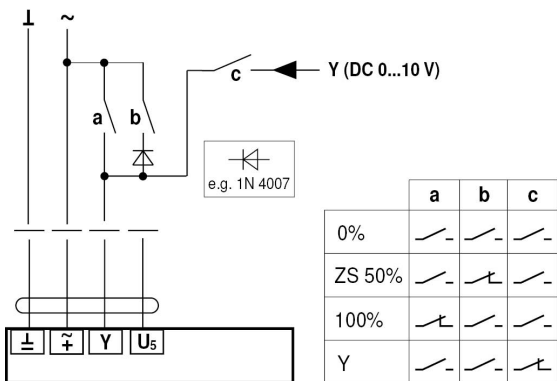 ⊥ ~
c Y (DC 0...10 V)
a b
e.g. 1N 4007
a b c
0%
ZS 50%
100%
Y
⊥ ~+ Y U5